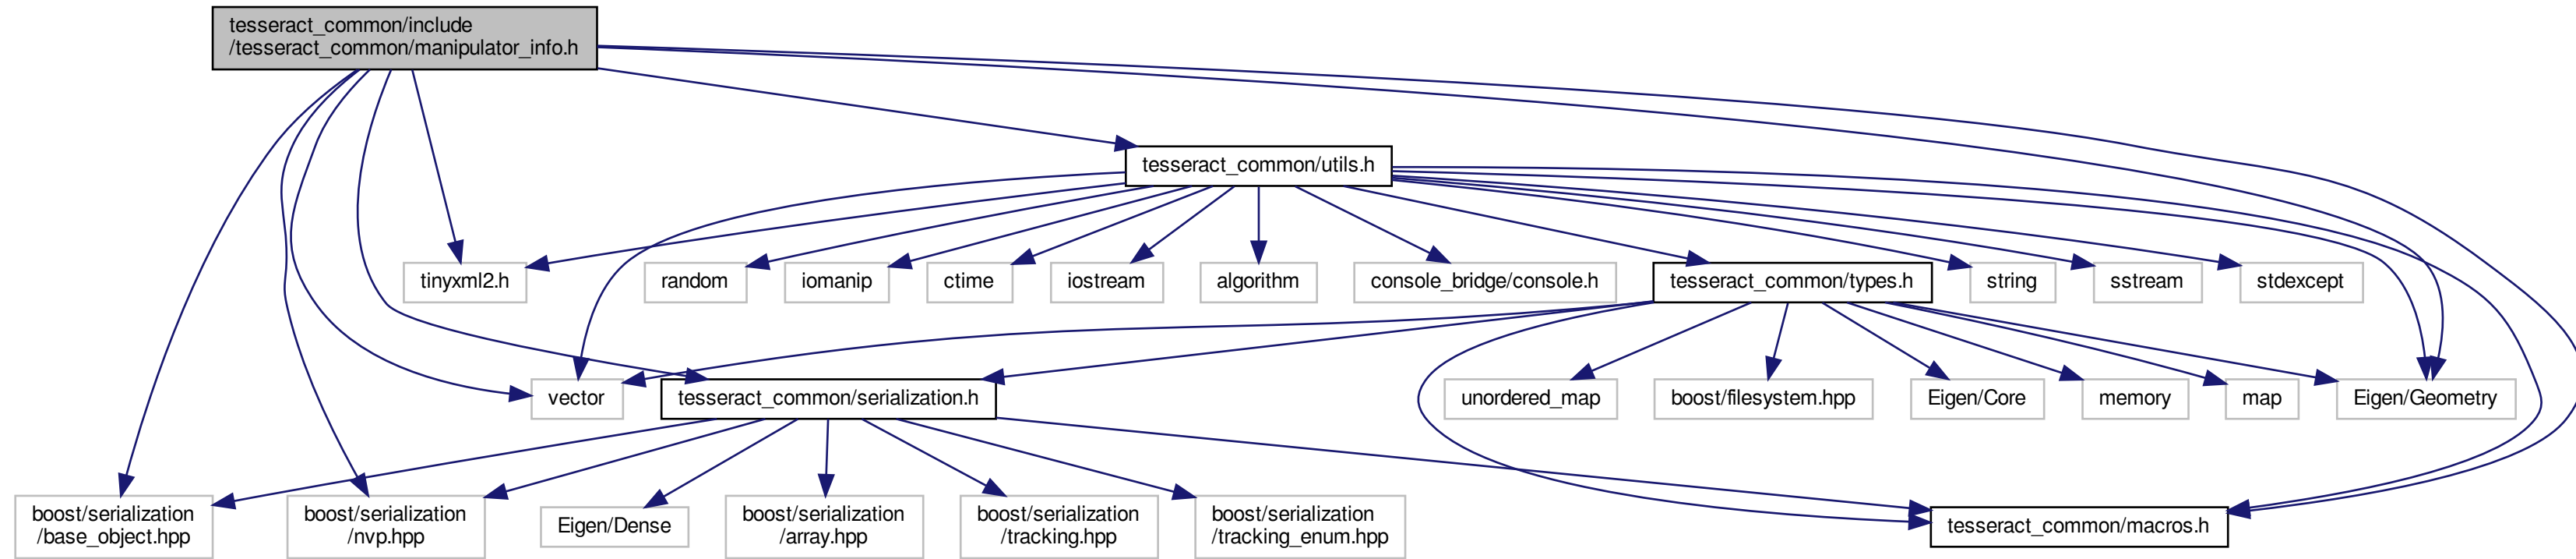 tesseract_common/include
/tesseract_common/manipulator_info.h
tesseract_common/utils.h
tinyxml2.h
random
iomanip
ctime
iostream
algorithm
console_bridge/console.h
tesseract_common/types.h
string
sstream
stdexcept
vector
tesseract_common/serialization.h
unordered_map
boost/filesystem.hpp
Eigen/Core
memory
map
Eigen/Geometry
boost/serialization
/base_object.hpp
boost/serialization
/nvp.hpp
Eigen/Dense
boost/serialization
/array.hpp
boost/serialization
/tracking.hpp
boost/serialization
/tracking_enum.hpp
tesseract_common/macros.h